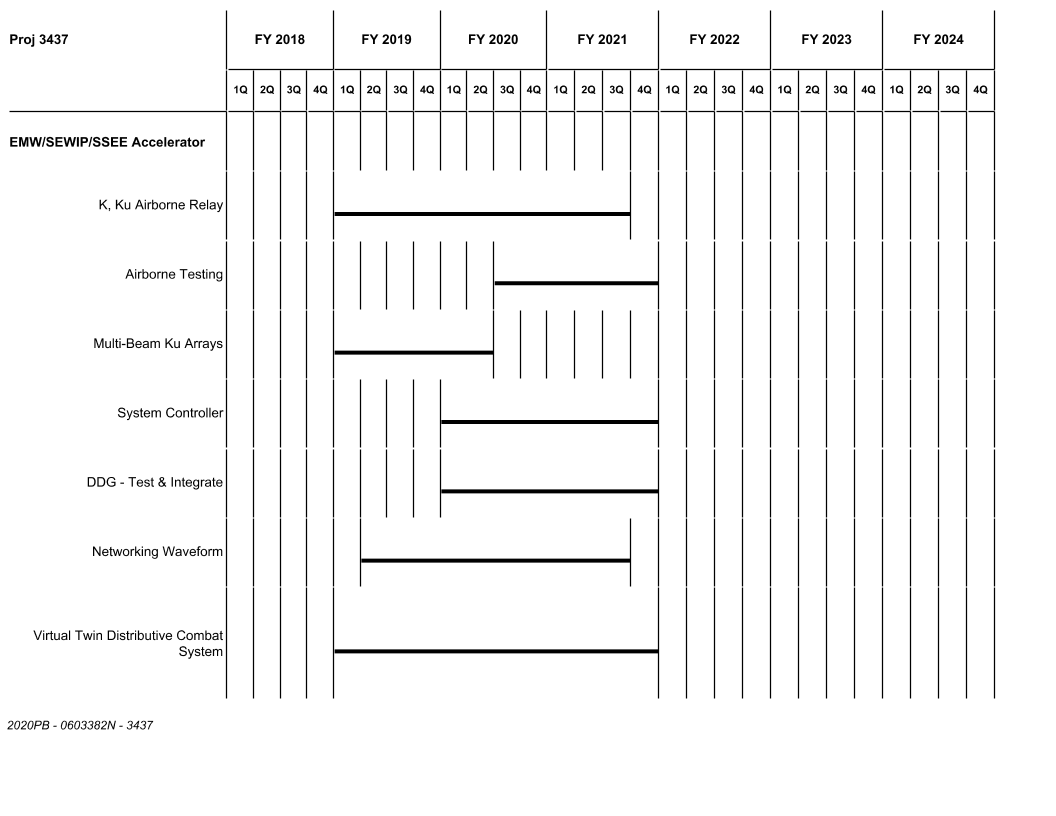 Proj 3437 FY 2018 FY 2019 FY 2020 FY 2021 FY 2022 FY 2023 FY 2024
1Q 2Q 3Q 4Q 1Q 2Q 3Q 4Q 1Q 2Q 3Q 4Q 1Q 2Q 3Q 4Q 1Q 2Q 3Q 4Q 1Q 2Q 3Q 4Q 1Q 2Q 3Q 4Q
EMW/SEWIP/SSEE Accelerator
K, Ku Airborne Relay
Airborne Testing
Multi-Beam Ku Arrays
System Controller
DDG - Test & Integrate
Networking Waveform
Virtual Twin Distributive Combat
System
2020PB - 0603382N - 3437